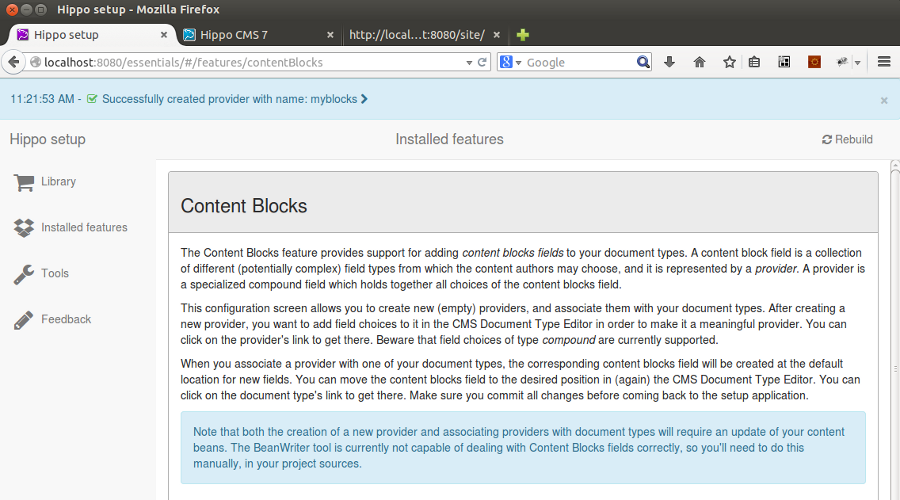 Hippo setup - Mozilla Firefox
Hippo setup
Hippo CMS 7
http://local...t:8080/site/
localhost:8080/essentials/#/features/contentBlocks
Google
11:21:53 AM - Successfully created provider with name: myblocks
Hippo setup
Installed features
Rebuild
Library
Installed features
Tools
Feedback
Content Blocks
The Content Blocks feature provides support for adding content blocks fields to your document types. A content block field is a collection
of different (potentially complex) field types from which the content authors may choose, and it is represented by a provider. A provider is
a specialized compound field which holds together all choices of the content blocks field.
This configuration screen allows you to create new (empty) providers, and associate them with your document types. After creating a
new provider, you want to add field choices to it in the CMS Document Type Editor in order to make it a meaningful provider. You can
click on the provider's link to get there. Beware that field choices of type compound are currently supported.
When you associate a provider with one of your document types, the corresponding content blocks field will be created at the default
location for new fields. You can move the content blocks field to the desired position in (again) the CMS Document Type Editor. You can
click on the document type's link to get there. Make sure you commit all changes before coming back to the setup application.
Note that both the creation of a new provider and associating providers with document types will require an update of your content
beans. The BeanWriter tool is currently not capable of dealing with Content Blocks fields correctly, so you'll need to do this
manually, in your project sources.